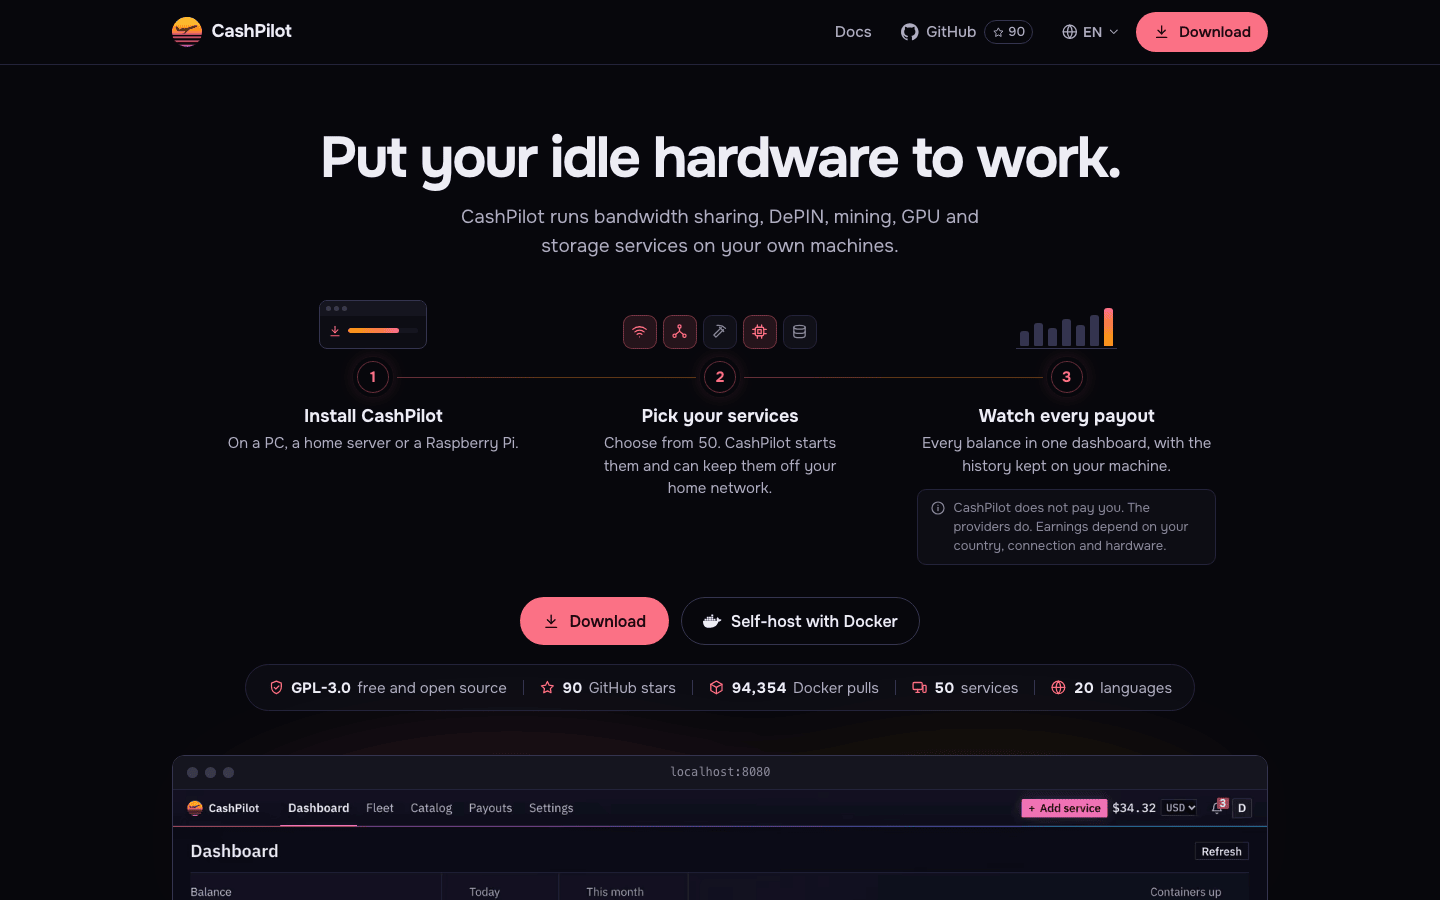 CashPilot
Docs
GitHub
90
EN
Download
Put your idle hardware to work.
CashPilot runs bandwidth sharing, DePIN, mining, GPU and
storage services on your own machines.
1
2
3
Install CashPilot
On a PC, a home server or a Raspberry Pi.
Pick your services
Choose from 50. CashPilot starts
them and can keep them off your
home network.
Watch every payout
Every balance in one dashboard, with the
history kept on your machine.
CashPilot does not pay you. The
providers do. Earnings depend on your
country, connection and hardware.
Download
Self-host with Docker
GPL-3.0 free and open source
90 GitHub stars
94,354 Docker pulls
50 services
20 languages
localhost:8080
CashPilot
Dashboard
Fleet
Catalog
Payouts
Settings
+ Add service
$34.32
USD
3
D
Dashboard
Refresh
Balance
Today
This month
Containers up